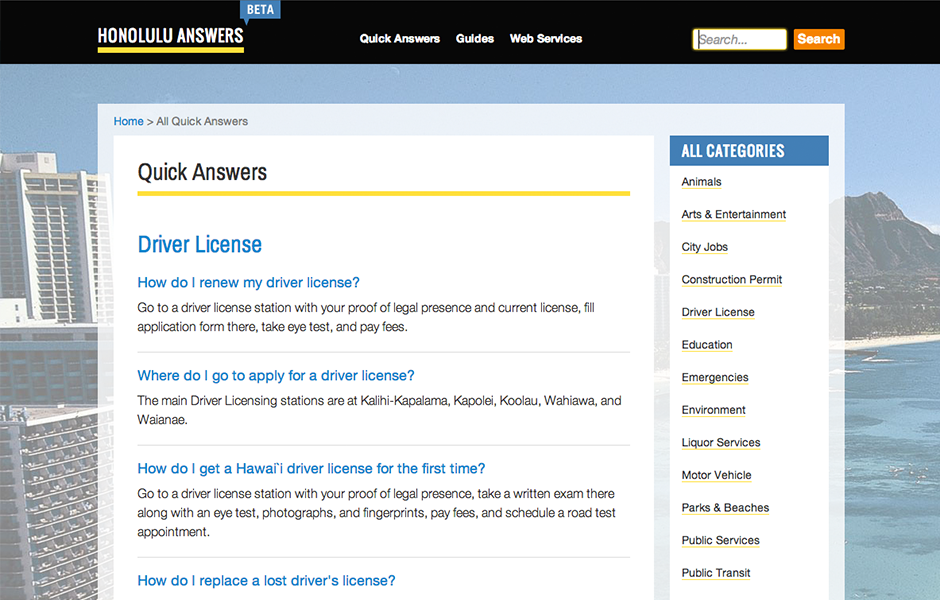 BETA
HONOLULU ANSWERS
Quick Answers Guides Web Services
Search...
Search
Home > All Quick Answers
Quick Answers
Driver License
How do I renew my driver license?
Go to a driver license station with your proof of legal presence and current license, fill
application form there, take eye test, and pay fees.
Where do I go to apply for a driver license?
The main Driver Licensing stations are at Kalihi-Kapalama, Kapolei, Koolau, Wahiawa, and
Waianae.
How do I get a Hawai`i driver license for the first time?
Go to a driver license station with your proof of legal presence, take a written exam there
along with an eye test, photographs, and fingerprints, pay fees, and schedule a road test
appointment.
How do I replace a lost driver's license?
ALL CATEGORIES
Animals
Arts & Entertainment
City Jobs
Construction Permit
Driver License
Education
Emergencies
Environment
Liquor Services
Motor Vehicle
Parks & Beaches
Public Services
Public Transit